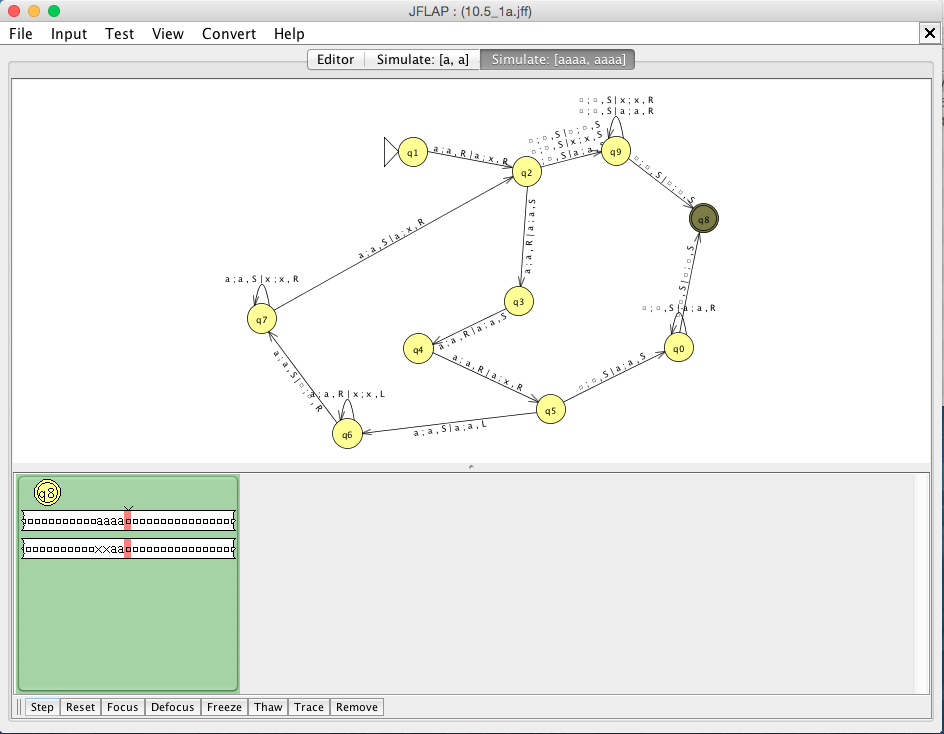 JFLAP : (10.5_1a.jff)
File Input Test View Convert Help
Editor Simulate: [a, a] Simulate: [aaaa, aaaa]
□;□,S|x;x,R
□;□,S|a;a,R
□;□,S|□;□,S
□;□,S|x;x,S
□;□,S|a;a,
q1
a;a,R|a;x,R
q2
q9
□;□,S|□;□,S
q8
a;a,R|a;a,S
a;a,S|a;x,R
a;a,S|x;x,R
q7
q3
a;a,R|a;a,S
□;□,S|□;□,S
□;□,S|a;a,R
q4
q0
a;a,R|a;x,R
□;□,S|a;a,S
a;a,S|□;□,R
a;a,R|x;x,L
q5
q6
a;a,S|a;a,L
q8
□□□□□□□□□□□aaaa□□□□□□□□□□□□□□□□
□□□□□□□□□□□xxaa□□□□□□□□□□□□□□□□
Step Reset Focus Defocus Freeze Thaw Trace Remove